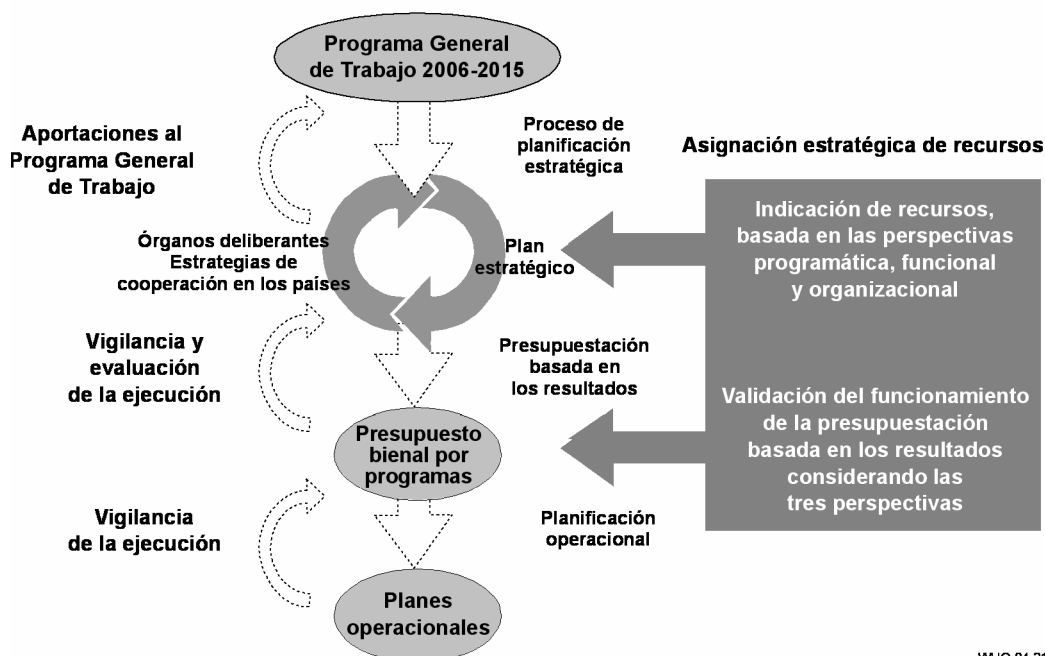 Programa General
de Trabajo 2006-2015
Aportaciones al
Programa General
de Trabajo
Proceso de
planificación
estratégica
Asignación estratégica de recursos
Indicación de recursos,
basada en las perspectivas
programática, funcional
y organizacional
Órganos deliberantes
Estrategias de
cooperación en los países
Plan
estratégico
Vigilancia y
evaluación
de la ejecución
Presupuestación
basada en
los resultados
Validación del funcionamiento
de la presupuestación
basada en los resultados
considerando las
tres perspectivas
Presupuesto
bienal por
programas
Vigilancia
de la ejecución
Planificación
operacional
Planes
operacionales